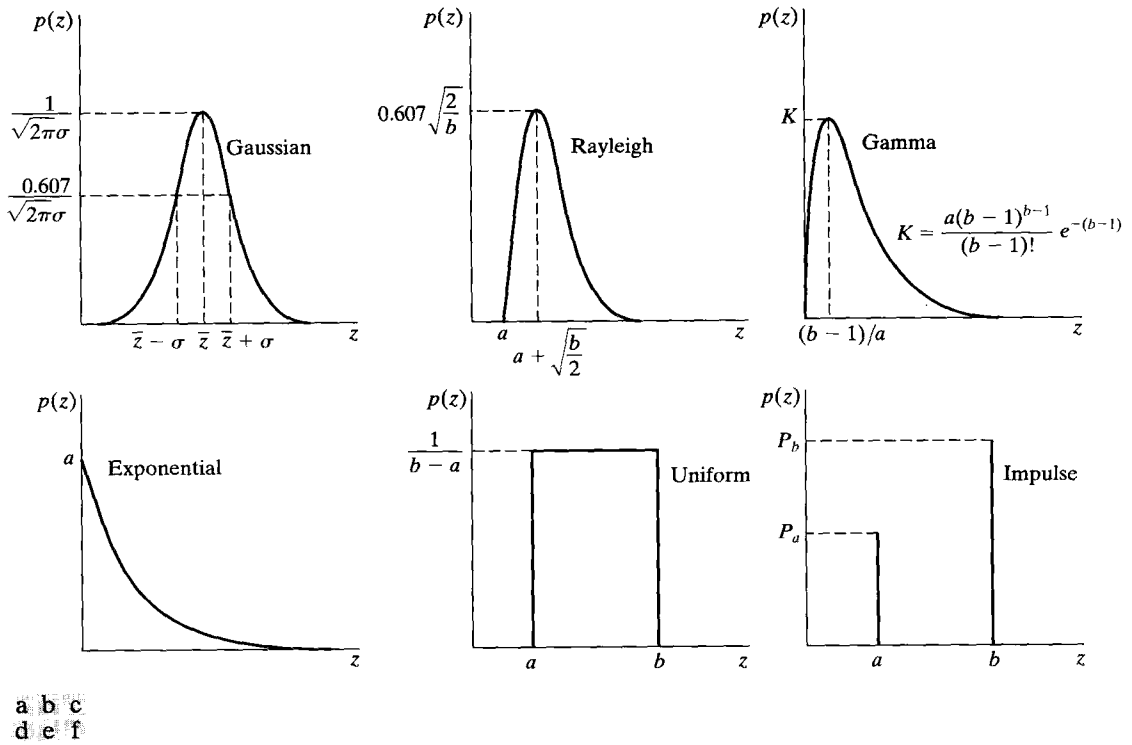 p(z)
1/√2πσ
0.607/√2πσ
Gaussian
z̄ − σ z̄ z̄ + σ z
p(z)
0.607 √2/b
Rayleigh
a z
a + √b/2
p(z)
K
Gamma
K = a(b − 1)^{b−1}/(b − 1)! e^{−(b−1)}
(b − 1)/a z
p(z)
a
Exponential
z
p(z)
1/b − a
Uniform
a b z
p(z)
P_b
P_a
Impulse
a b z
a b c
d e f